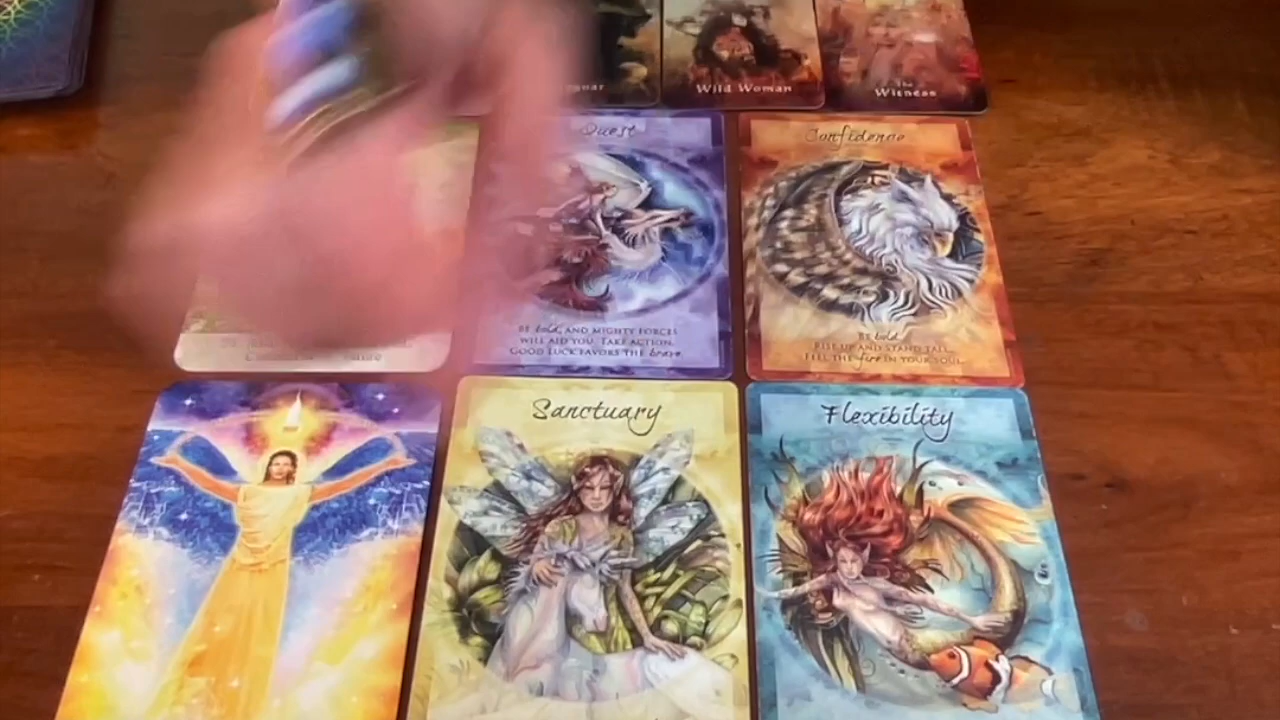 Wild Woman
The
Witness
Quest
Confidence
BE bold, AND MIGHTY FORCES
WILL AID YOU. TAKE ACTION.
GOOD LUCK FAVORS THE brave.
BE bold.
RISE UP AND STAND TALL.
FEEL THE fire IN YOUR SOUL.
Sanctuary
Flexibility